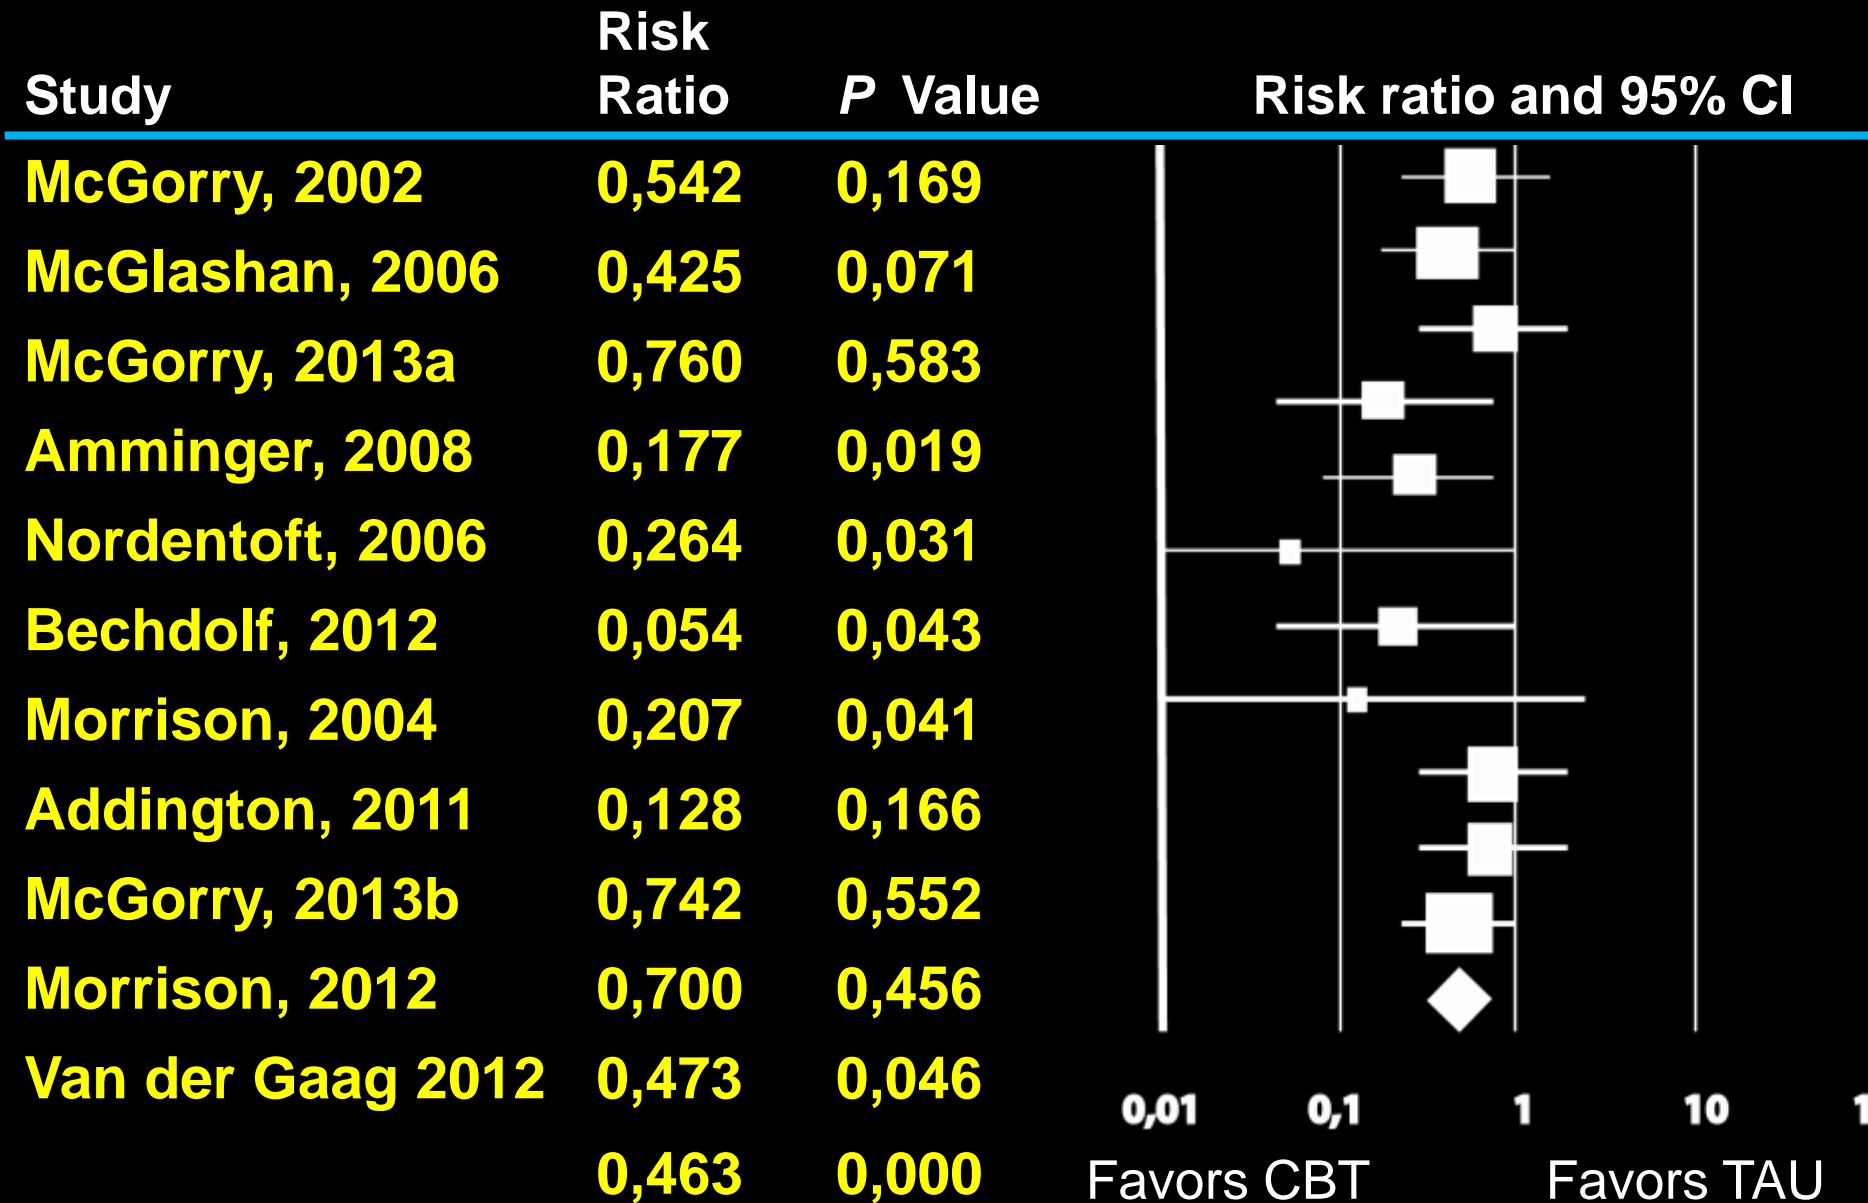 Study Risk Ratio P Value Risk ratio and 95% CI
McGorry, 2002 0,542 0,169
McGlashan, 2006 0,425 0,071
McGorry, 2013a 0,760 0,583
Amminger, 2008 0,177 0,019
Nordentoft, 2006 0,264 0,031
Bechdolf, 2012 0,054 0,043
Morrison, 2004 0,207 0,041
Addington, 2011 0,128 0,166
McGorry, 2013b 0,742 0,552
Morrison, 2012 0,700 0,456
Van der Gaag 2012 0,473 0,046
0,01 0,1 1 10
0,463 0,000 Favors CBT Favors TAU